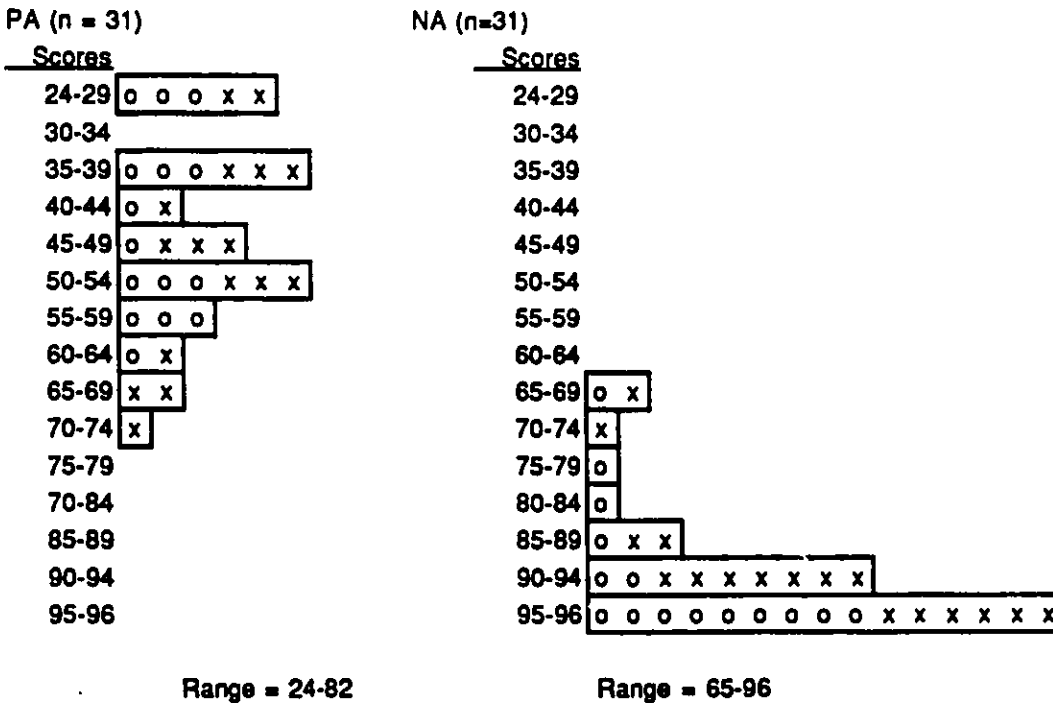 PA (n = 31)
Scores
24-29 o o o x x
30-34
35-39 o o o x x x
40-44 o x
45-49 o x x x
50-54 o o o x x x
55-59 o o o
60-64 o x
65-69 x x
70-74 x
75-79
70-84
85-89
90-94
95-96
Range = 24-82
NA (n=31)
Scores
24-29
30-34
35-39
40-44
45-49
50-54
55-59
60-64
65-69 o x
70-74 x
75-79 o
80-84 o
85-89 o x x
90-94 o o x x x x x x x
95-96 o o o o o o o o o x x x x x x
Range = 65-96